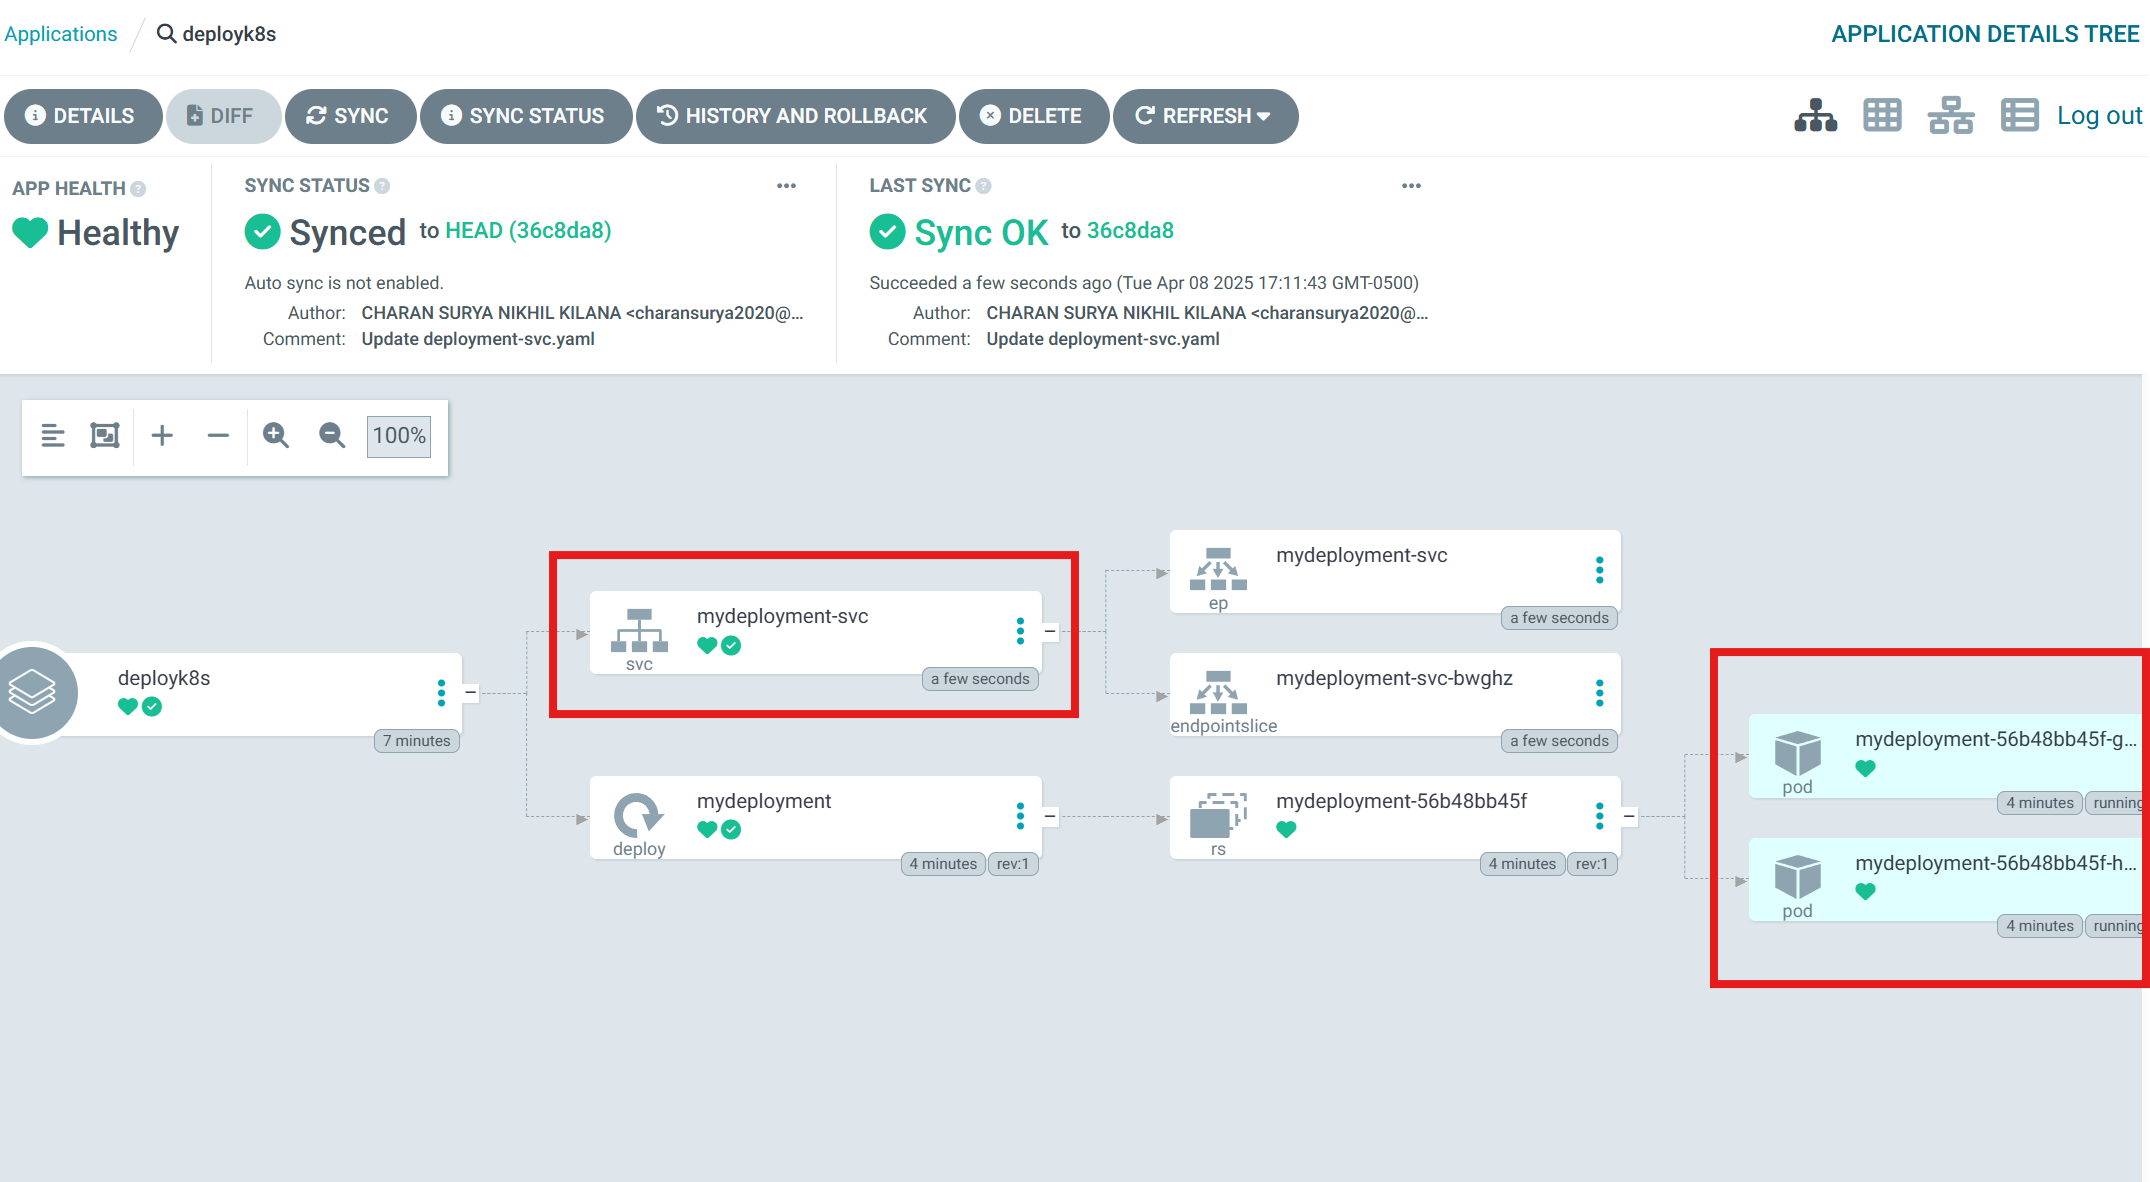 Applications
deployk8s
APPLICATION DETAILS TREE
DETAILS
DIFF
SYNC
SYNC STATUS
HISTORY AND ROLLBACK
DELETE
REFRESH
Log out
APP HEALTH
Healthy
SYNC STATUS
Synced to HEAD (36c8da8)
Auto sync is not enabled.
Author: CHARAN SURYA NIKHIL KILANA <charansurya2020@...
Comment: Update deployment-svc.yaml
LAST SYNC
Sync OK to 36c8da8
Succeeded a few seconds ago (Tue Apr 08 2025 17:11:43 GMT-0500)
Author: CHARAN SURYA NIKHIL KILANA <charansurya2020@...
Comment: Update deployment-svc.yaml
100%
deployk8s
7 minutes
mydeployment-svc
svc
a few seconds
mydeployment
deploy
4 minutes
rev:1
mydeployment-svc
ep
a few seconds
mydeployment-svc-bwghz
endpointslice
a few seconds
mydeployment-56b48bb45f
rs
4 minutes
rev:1
mydeployment-56b48bb45f-g...
pod
4 minutes
running
mydeployment-56b48bb45f-h...
pod
4 minutes
running